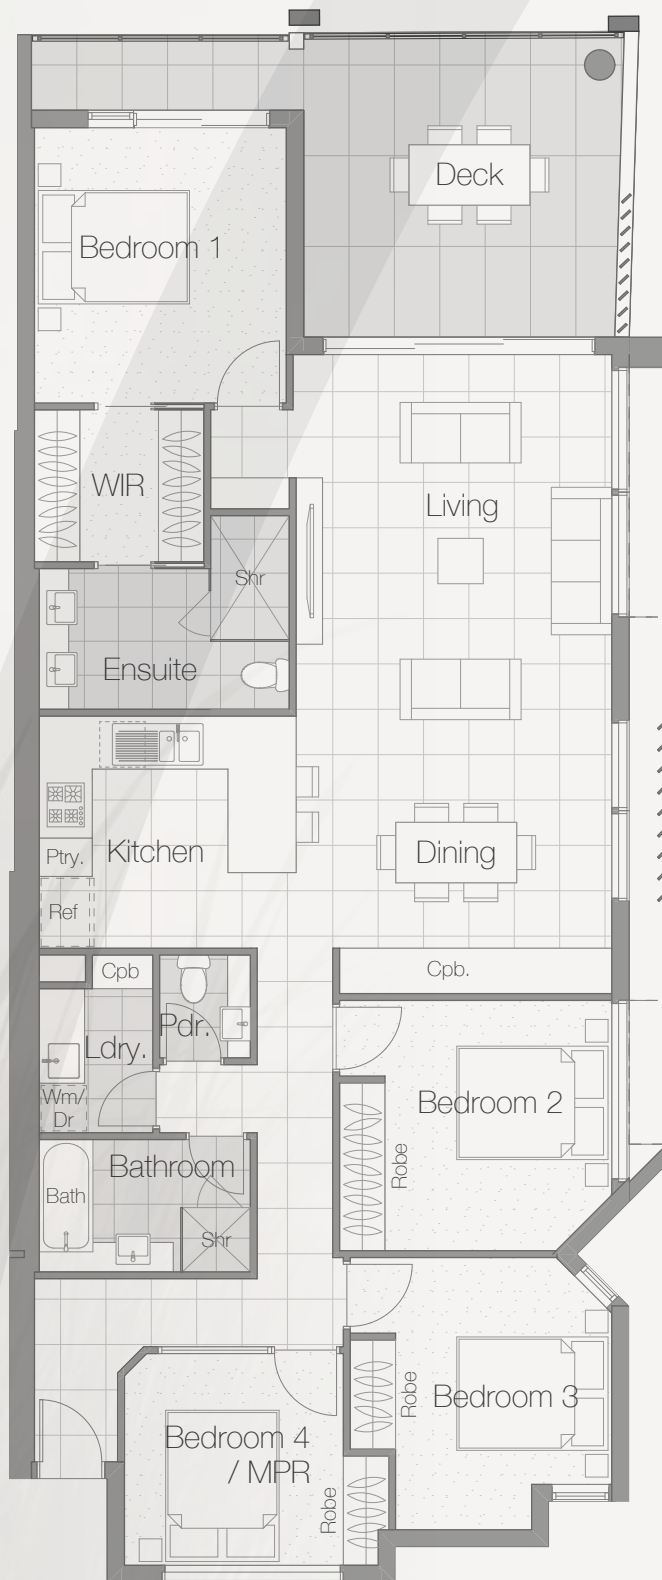 Deck
Bedroom 1
WIR
Living
Shr
Ensuite
Kitchen
Dining
Ptry.
Ref
Cpb
Cpb.
Pdr.
Ldry.
Wm/
Dr
Bedroom 2
Robe
Bathroom
Bath
Shr
Bedroom 3
Robe
Bedroom 4
/ MPR
Robe